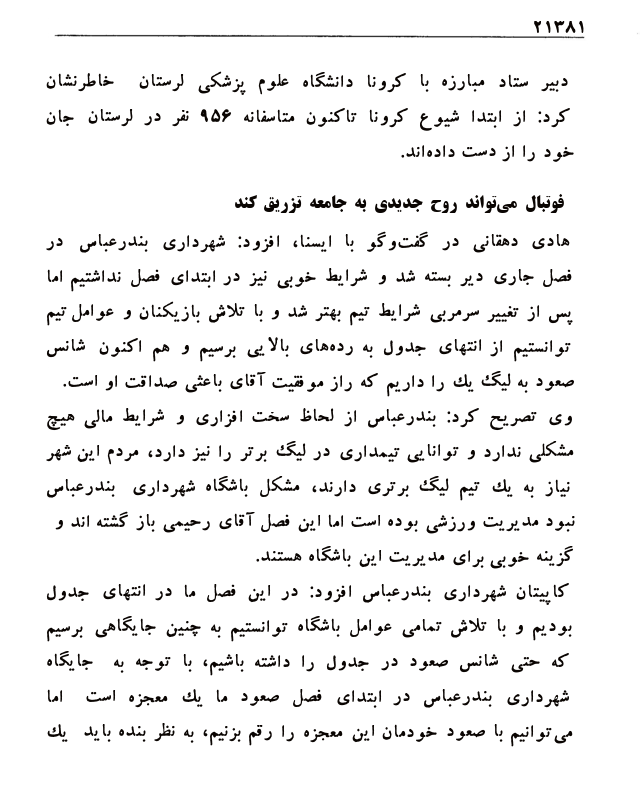 ۲۱۳۸۱
دبیر ستاد مبارزه با کرونا دانشگاه علوم پزشکی لرستان خاطرنشان
کرد: از ابتدا شیوع کرونا تاکنون متاسفانه ۹۵۶ نفر در لرستان جان
خود را از دست داده‌اند.
فوتبال می‌تواند روح جدیدی به جامعه تزریق کند
هادی دهقانی در گفت‌وگو با ایسنا، افزود: شهرداری بندرعباس در
فصل جاری دیر بسته شد و شرایط خوبی نیز در ابتدای فصل نداشتیم اما
پس از تغییر سرمربی شرایط تیم بهتر شد و با تلاش بازیکنان و عوامل تیم
توانستیم از انتهای جدول به رده‌های بالایی برسیم و هم اکنون شانس
صعود به لیگ یك را داریم که راز موفقیت آقای باعثی صداقت او است.
وی تصریح کرد: بندرعباس از لحاظ سخت افزاری و شرایط مالی هیچ
مشکلی ندارد و توانایی تیمداری در لیگ برتر را نیز دارد، مردم این شهر
نیاز به یك تیم لیگ برتری دارند، مشکل باشگاه شهرداری بندرعباس
نبود مدیریت ورزشی بوده است اما این فصل آقای رحیمی باز گشته اند و
گزینه خوبی برای مدیریت این باشگاه هستند.
کاپیتان شهرداری بندرعباس افزود: در این فصل ما در انتهای جدول
بودیم و با تلاش تمامی عوامل باشگاه توانستیم به چنین جایگاهی برسیم
که حتی شانس صعود در جدول را داشته باشیم، با توجه به جایگاه
شهرداری بندرعباس در ابتدای فصل صعود ما یك معجزه است اما
می‌توانیم با صعود خودمان این معجزه را رقم بزنیم، به نظر بنده باید یك